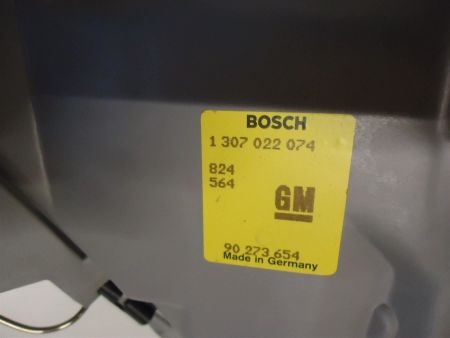 BOSCH
1 307 022 074
824
564
GM
90 273 654
Made in Germany